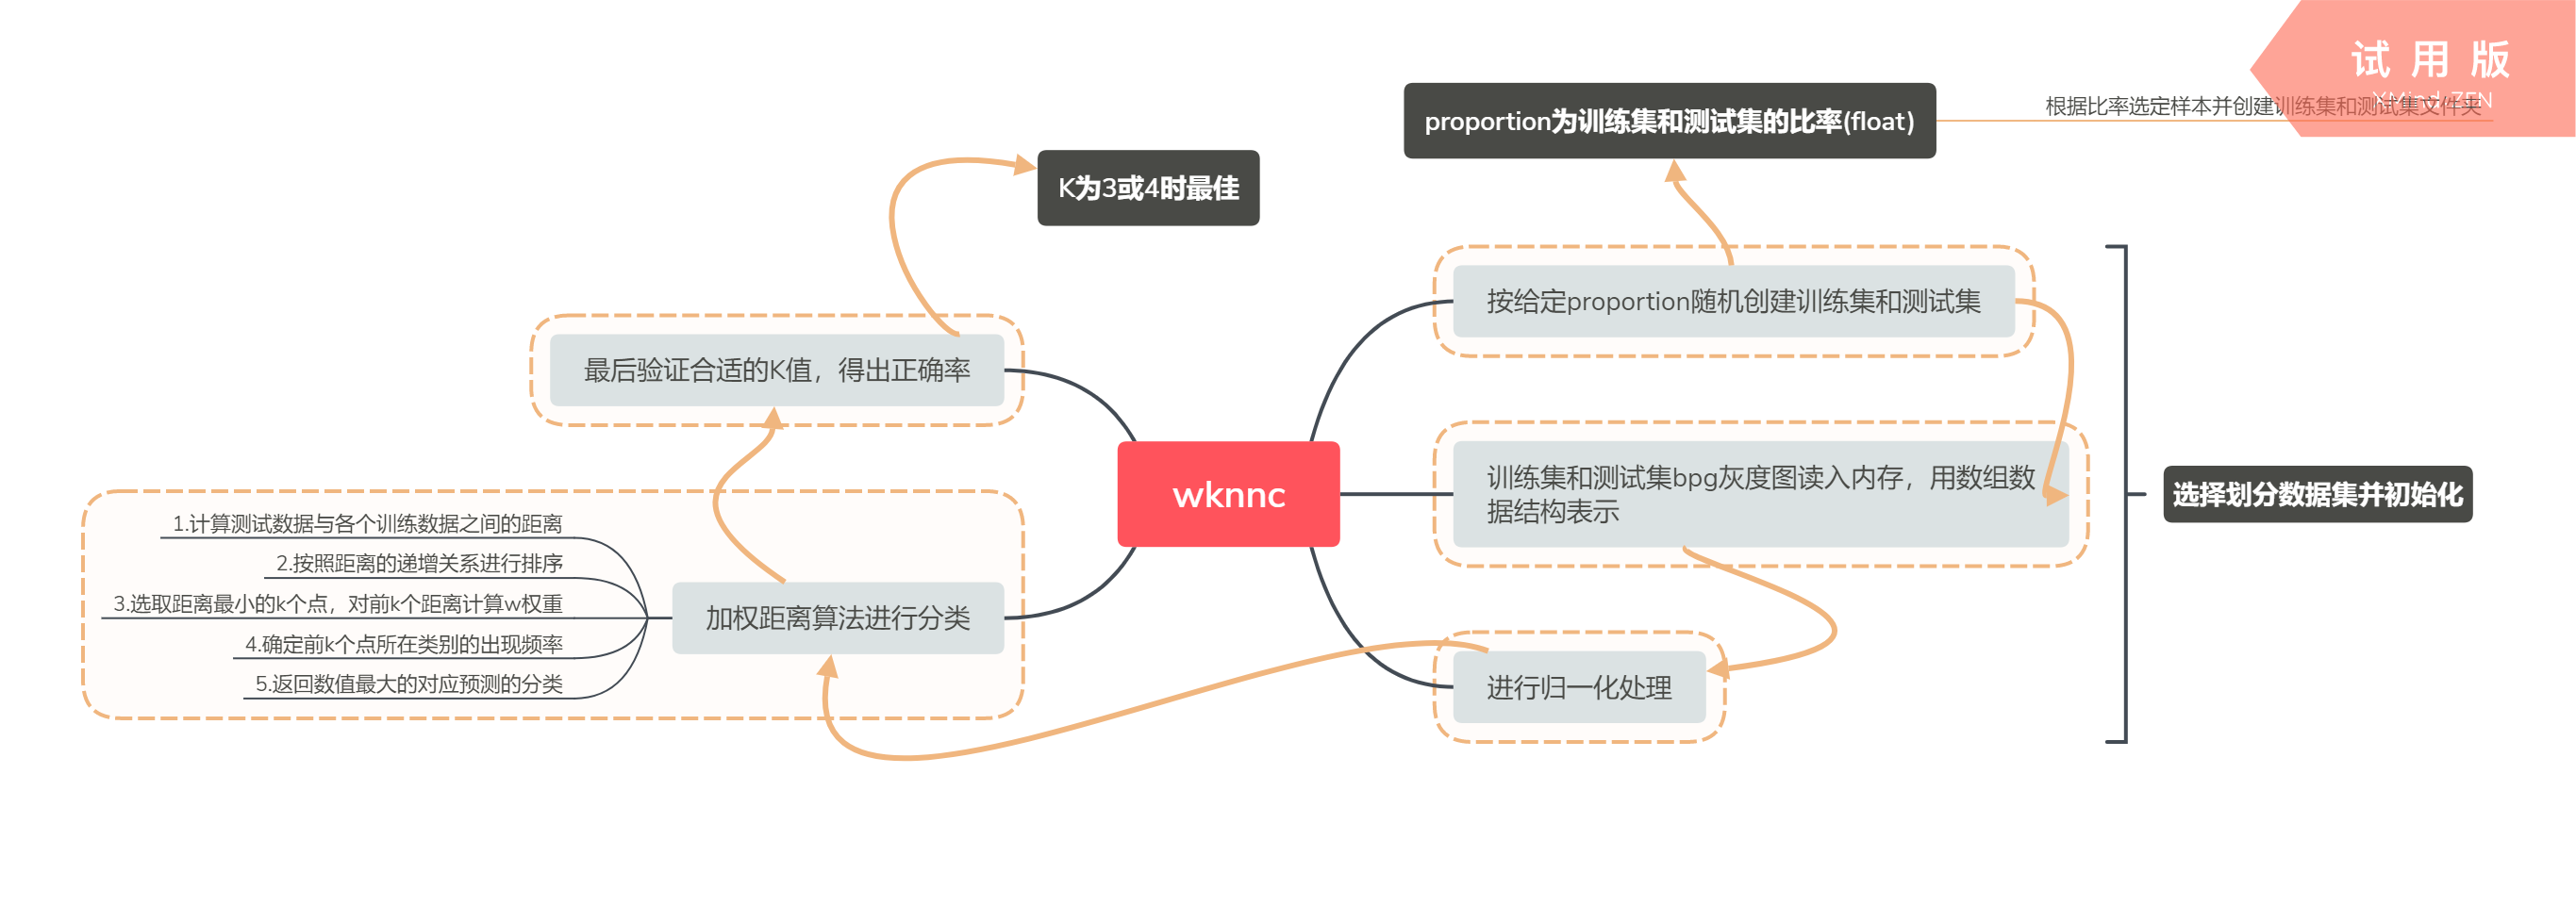 试用版
XMind: ZEN
proportion为训练集和测试集的比率(float)
根据比率选定样本并创建训练集和测试集文件夹
K为3或4时最佳
按给定proportion随机创建训练集和测试集
最后验证合适的K值，得出正确率
训练集和测试集bpg灰度图读入内存，用数组数
据结构表示
wknnc
选择划分数据集并初始化
1.计算测试数据与各个训练数据之间的距离
2.按照距离的递增关系进行排序
3.选取距离最小的k个点，对前k个距离计算w权重
4.确定前k个点所在类别的出现频率
5.返回数值最大的对应预测的分类
加权距离算法进行分类
进行归一化处理